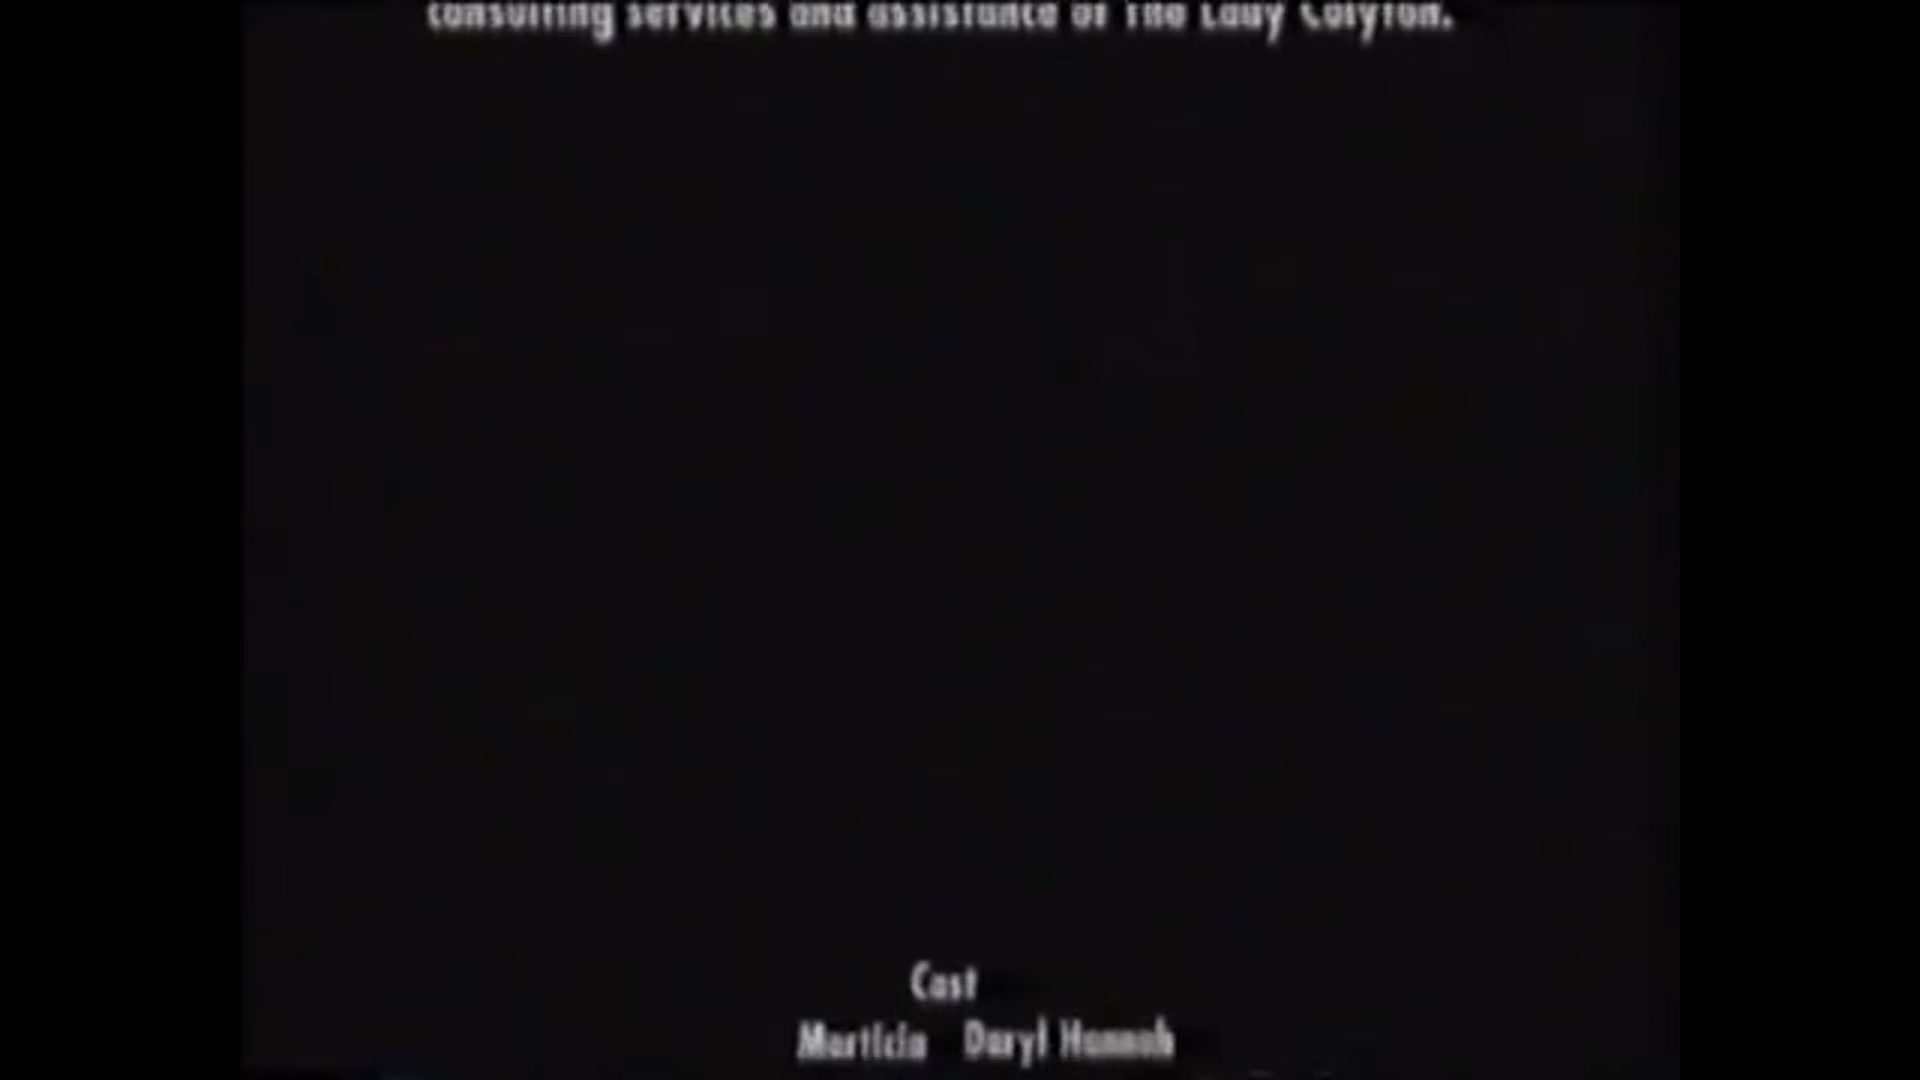 consulting services and assistance of The Lady Colyton.
Cast
Morticia Daryl Hannah